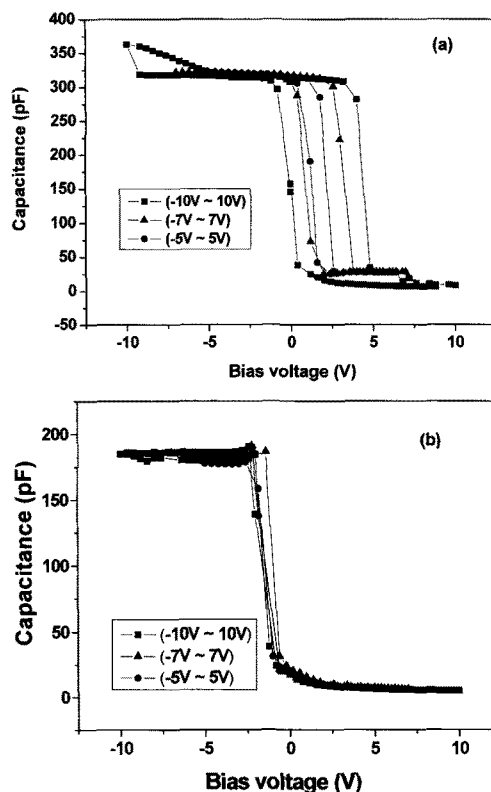 400
350
300
250
200
150
100
50
0
-50
Capacitance (pF)
(a)
(-10V ~ 10V)
(-7V ~ 7V)
(-5V ~ 5V)
-10
-5
0
5
10
Bias voltage (V)
200
150
100
50
0
Capacitance (pF)
(b)
(-10V ~ 10V)
(-7V ~ 7V)
(-5V ~ 5V)
-10
-5
0
5
10
Bias voltage (V)